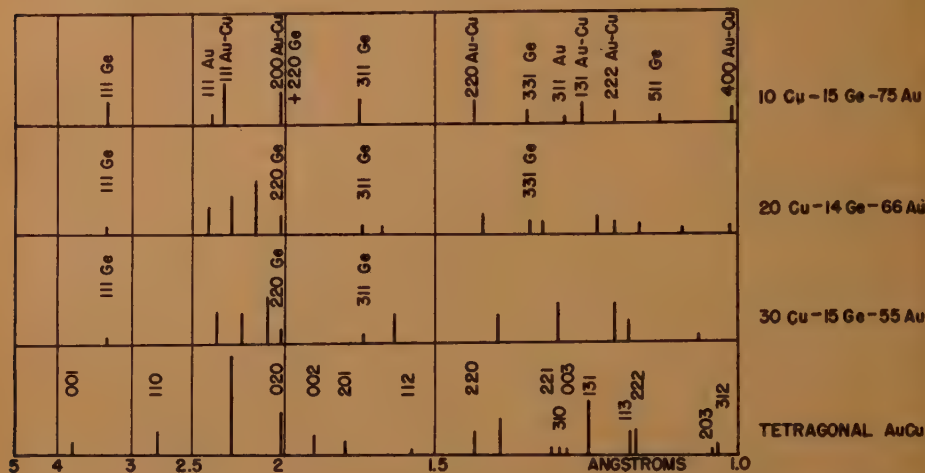 111 Ge
111 Au
111 Au-Cu
200 Au-Cu
+ 220 Ge
311 Ge
220 Au-Cu
331 Ge
311 Au
131 Au-Cu
222 Au-Cu
511 Ge
400 Au-Cu
10 Cu-15 Ge-75 Au
111 Ge
220 Ge
311 Ge
331 Ge
20 Cu-14 Ge-66 Au
111 Ge
220 Ge
311 Ge
30 Cu-15 Ge-55 Au
001
110
020
002
201
112
220
221
310
003
131
113
222
203
312
TETRAGONAL AuCu
5 4 3 2.5 2 1.5 ANGSTROMS 1.0